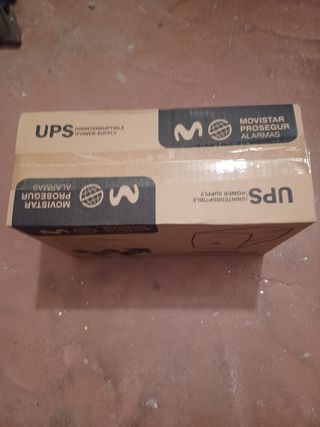 UPS
UNINTERRUPTIBLE
POWER SUPPLY
MOVISTAR
PROSEGUR
ALARMAS
MOVISTAR
PROSEGUR
ALARMAS
UPS
UNINTERRUPTIBLE
POWER SUPPLY